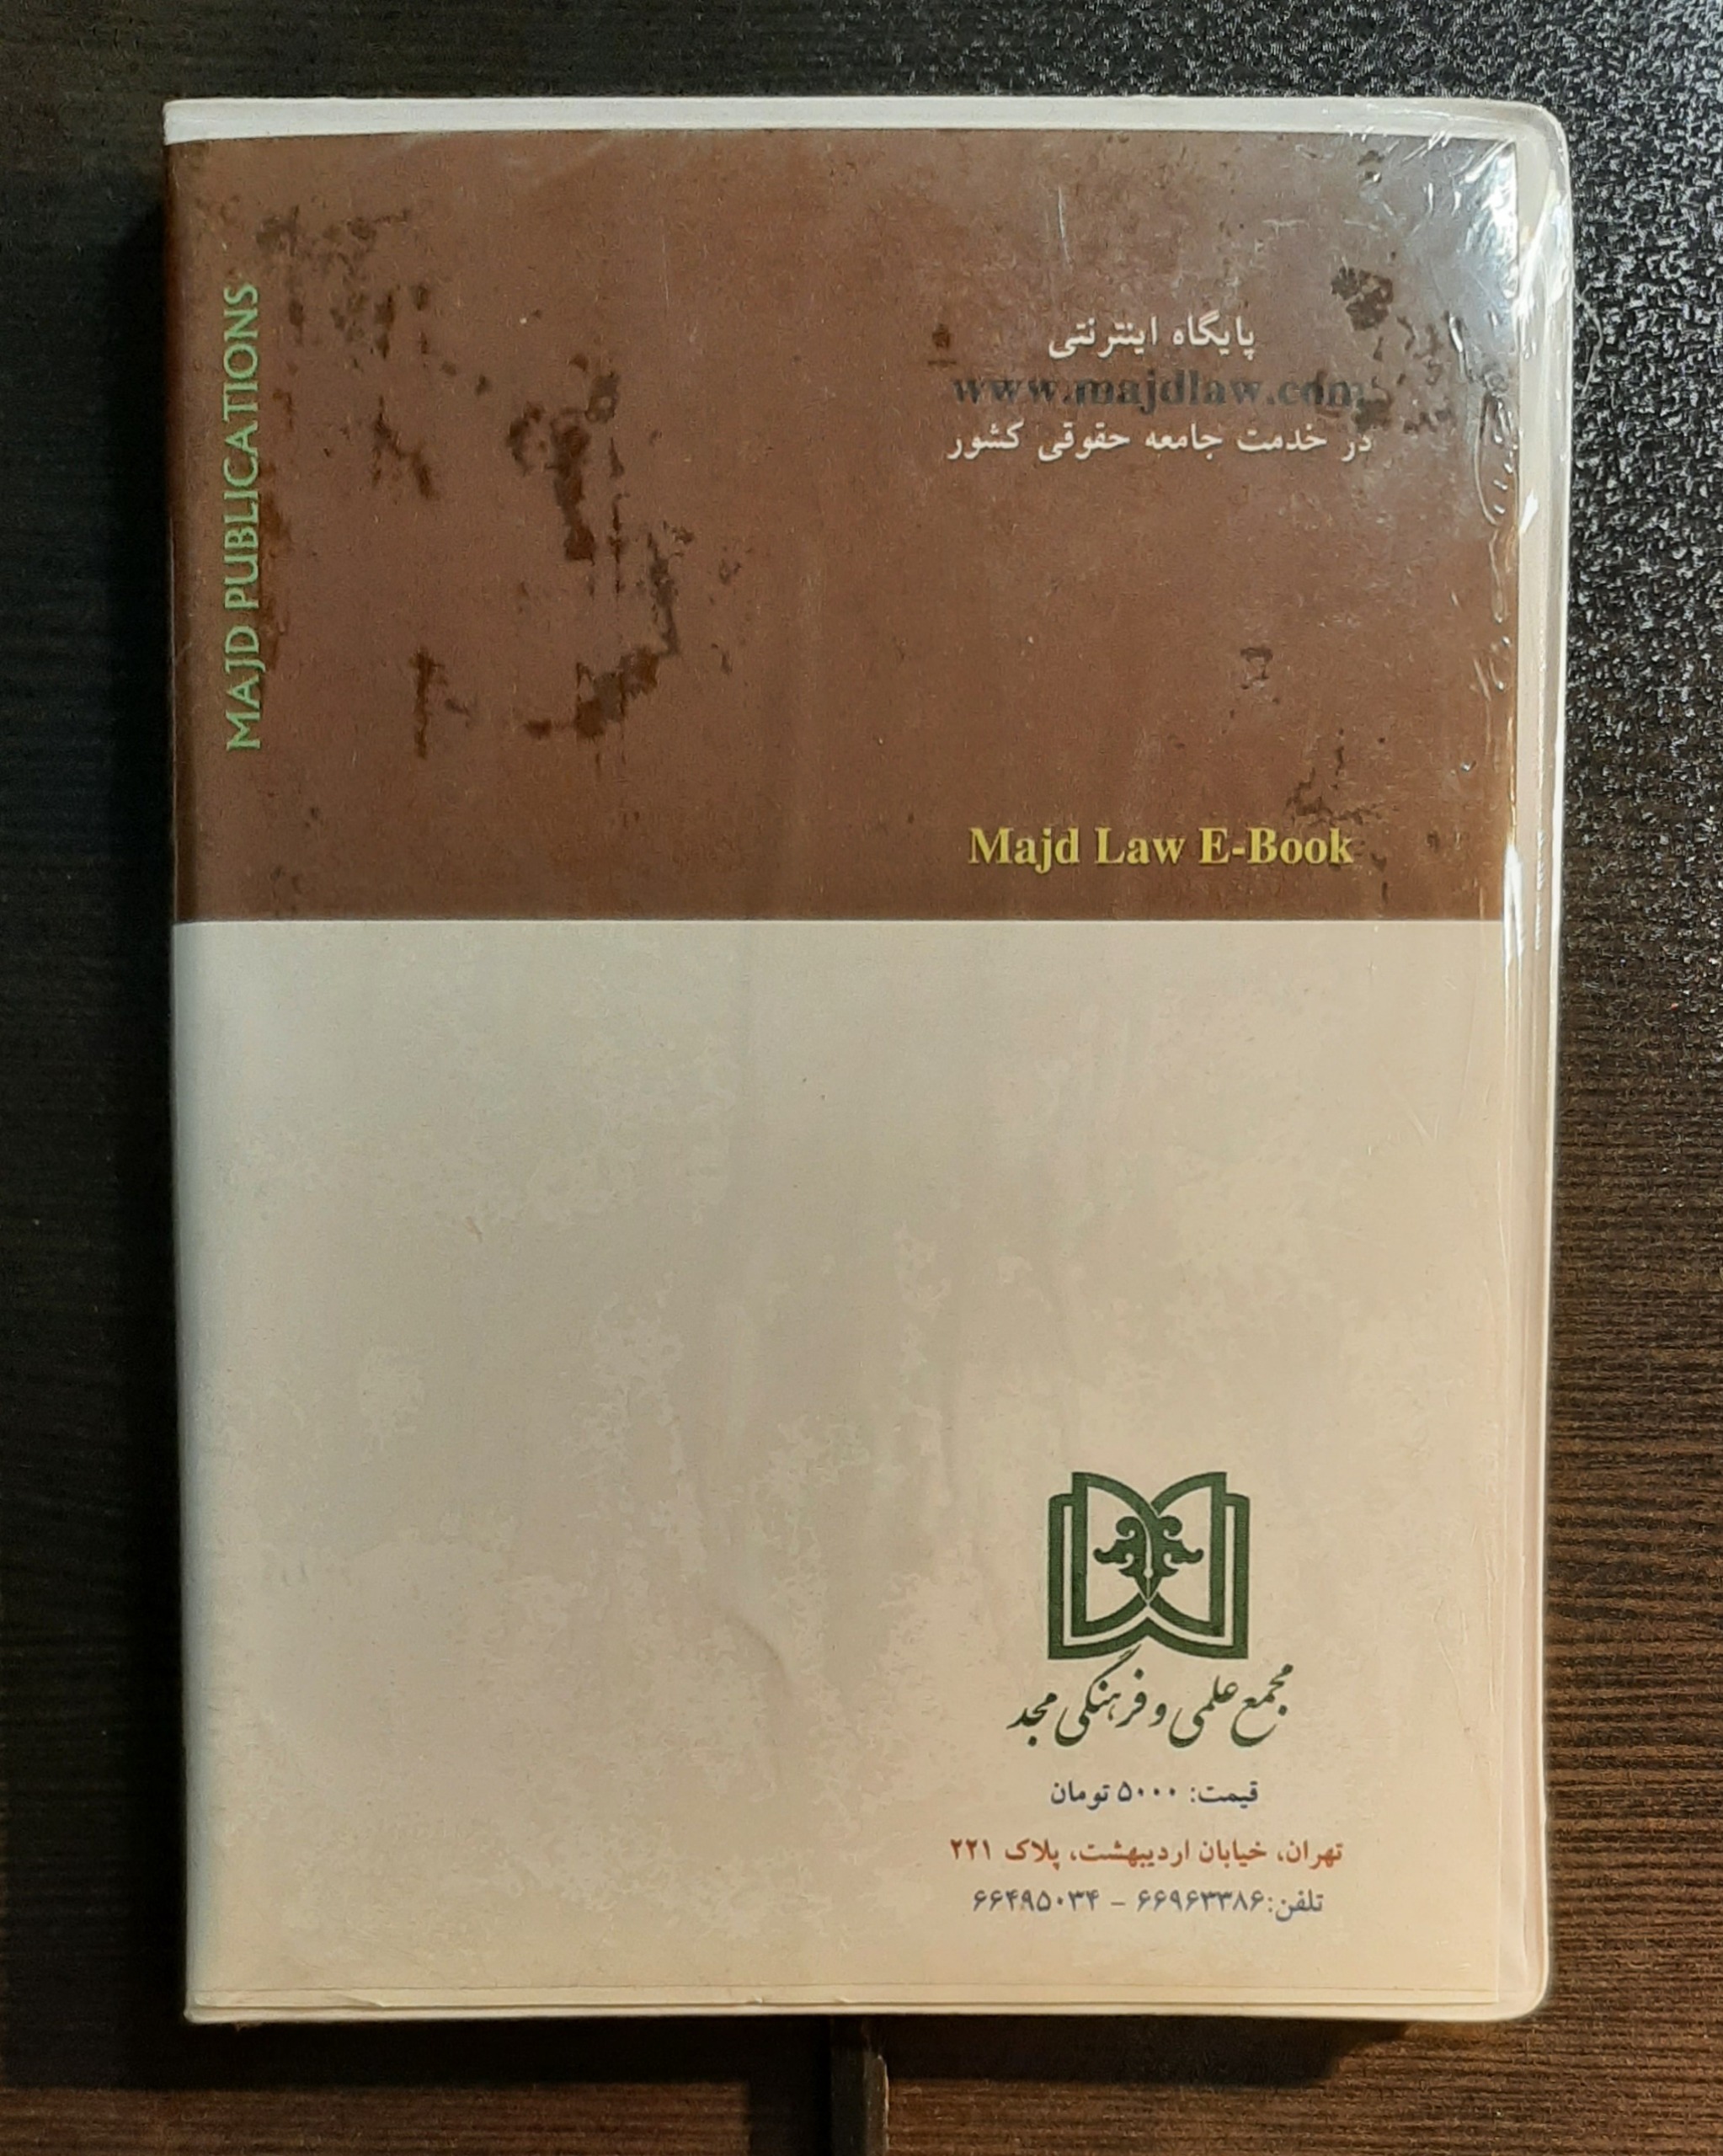 MAJD PUBLICATIONS
پایگاه اینترنتی
www.majdlaw.com
در خدمت جامعه حقوقی کشور
Majd Law E-Book
مجمع علمی و فرهنگی مجد
قیمت: ۵۰۰۰ تومان
تهران، خیابان اردیبهشت، پلاک ۲۲۱
تلفن:۶۶۹۶۳۳۸۶ - ۶۶۴۹۵۰۳۴